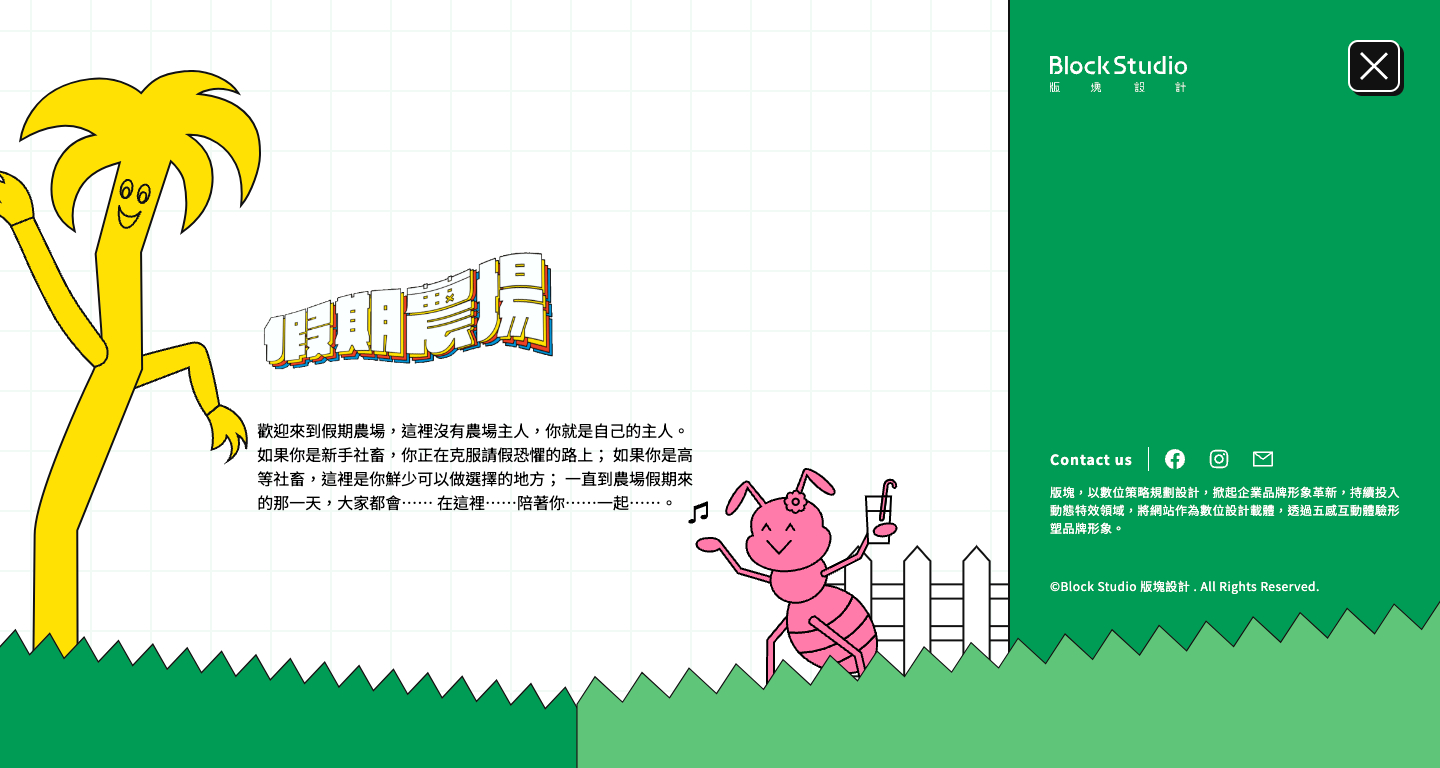 假期農場
歡迎來到假期農場，這裡沒有農場主人，你就是自己的主人。
如果你是新手社畜，你正在克服請假恐懼的路上； 如果你是高
等社畜，這裡是你鮮少可以做選擇的地方； 一直到農場假期來
的那一天，大家都會⋯⋯ 在這裡⋯⋯陪著你⋯⋯一起⋯⋯。
Block Studio
版塊設計
Contact us
版塊，以數位策略規劃設計，掀起企業品牌形象革新，持續投入
動態特效領域，將網站作為數位設計載體，透過五感互動體驗形
塑品牌形象。
©Block Studio 版塊設計 . All Rights Reserved.